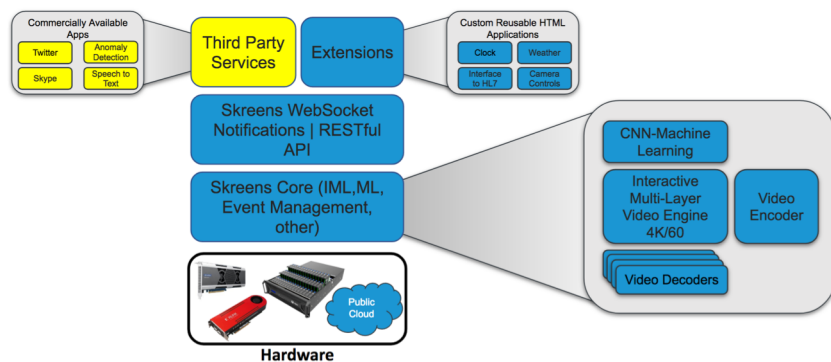 Commercially Available
Apps
Twitter
Anomaly
Detection
Skype
Speech to
Text
Third Party
Services
Extensions
Custom Reusable HTML
Applications
Clock
Weather
Interface
to HL7
Camera
Controls
Skreens WebSocket
Notifications | RESTful
API
Skreens Core (IML,ML,
Event Management,
other)
CNN-Machine
Learning
Interactive
Multi-Layer
Video Engine
4K/60
Video
Encoder
Video Decoders
Public
Cloud
Hardware